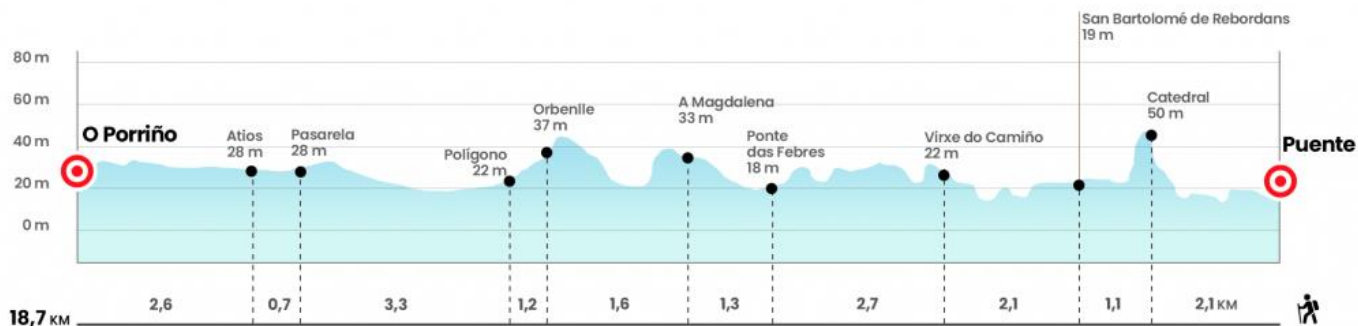 San Bartolomé de Rebordans
19 m
80 m
60 m
40 m
20 m
0 m
O Porriño
Atios
28 m
Pasarela
28 m
Polígono
22 m
Orbenlle
37 m
A Magdalena
33 m
Ponte
das Febres
18 m
Virxe do Camiño
22 m
Catedral
50 m
Puente
2,6
0,7
3,3
1,2
1,6
1,3
2,7
2,1
1,1
2,1 KM
18,7 KM